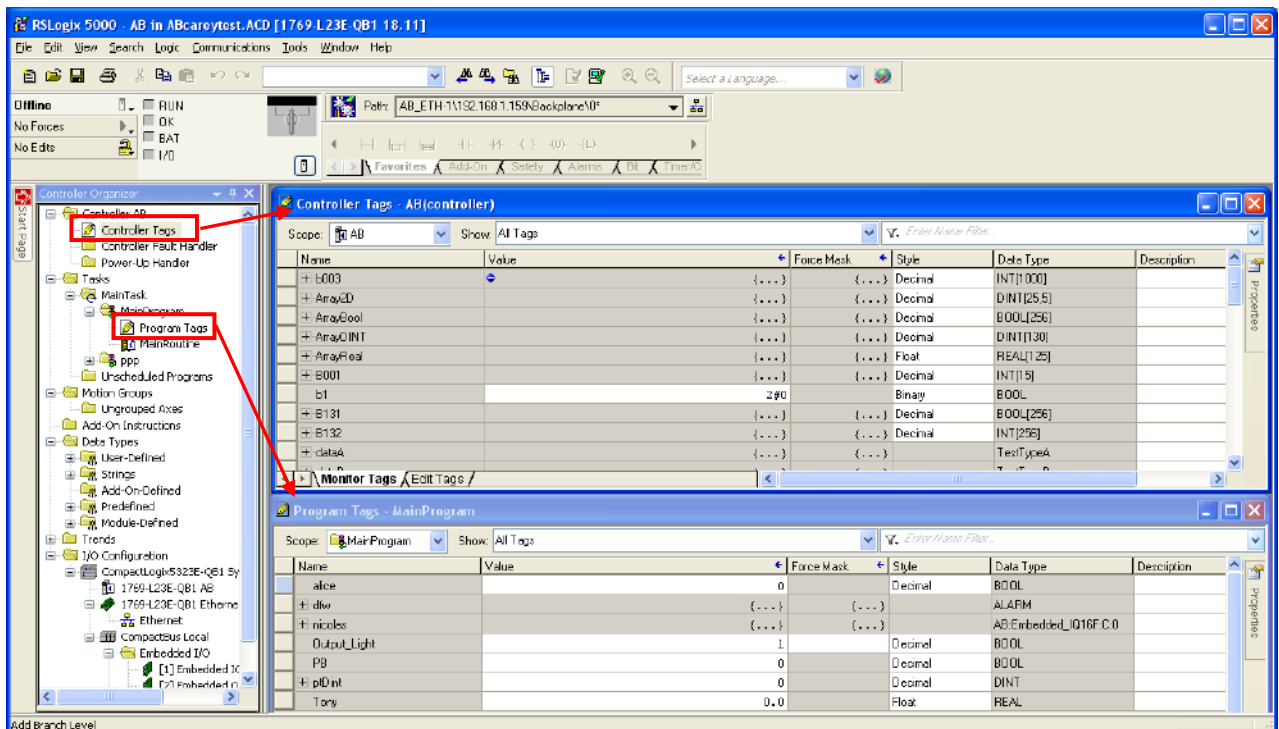 RSLogix 5000 - AB in ABcareytest.ACD [1769-L23E-QB1 18.11]
File Edit View Search Logic Communications Tools Window Help
Select a Language...
Offline
RUN
No Forces
OK
No Edits
BAT
I/O
Path: AB_ETH-1\192.168.1.159\Backplane\0*
Favorites Add-On Safety Alarms Bit Timer/C
Start Page
Controller Organizer
Controller AB
Controller Tags
Controller Fault Handler
Power-Up Handler
Tasks
MainTask
MainProgram
Program Tags
MainRoutine
ppp
Unscheduled Programs
Motion Groups
Ungrouped Axes
Add-On Instructions
Data Types
User-Defined
Strings
Add-On-Defined
Predefined
Module-Defined
Trends
I/O Configuration
CompactLogix5323E-QB1 Sy
1769-L23E-QB1 AB
1769-L23E-QB1 Etherne
Ethernet
CompactBus Local
Embedded I/O
[1] Embedded IC
[2] Embedded O
Controller Tags - AB(controller)
Scope: AB Show: All Tags Enter Name Filter...
Name Value Force Mask Style Data Type Description
b003 {...} {...} Decimal INT[1000]
Array2D {...} {...} Decimal DINT[25,5]
ArrayBool {...} {...} Decimal BOOL[256]
ArrayDINT {...} {...} Decimal DINT[130]
ArrayReal {...} {...} Float REAL[125]
B001 {...} {...} Decimal INT[15]
b1 2#0 Binary BOOL
B131 {...} {...} Decimal BOOL[256]
B132 {...} {...} Decimal INT[256]
dataA {...} {...} TestTypeA
Monitor Tags Edit Tags
Properties
Program Tags - MainProgram
Scope: MainProgram Show: All Tags Enter Name Filter...
Name Value Force Mask Style Data Type Description
alice 0 Decimal BOOL
dfw {...} {...} ALARM
nicoles {...} {...} AB:Embedded_IQ16F:C:0
Output_Light 1 Decimal BOOL
PB 0 Decimal BOOL
plDint 0 Decimal DINT
Tony 0.0 Float REAL
Properties
Add Branch Level